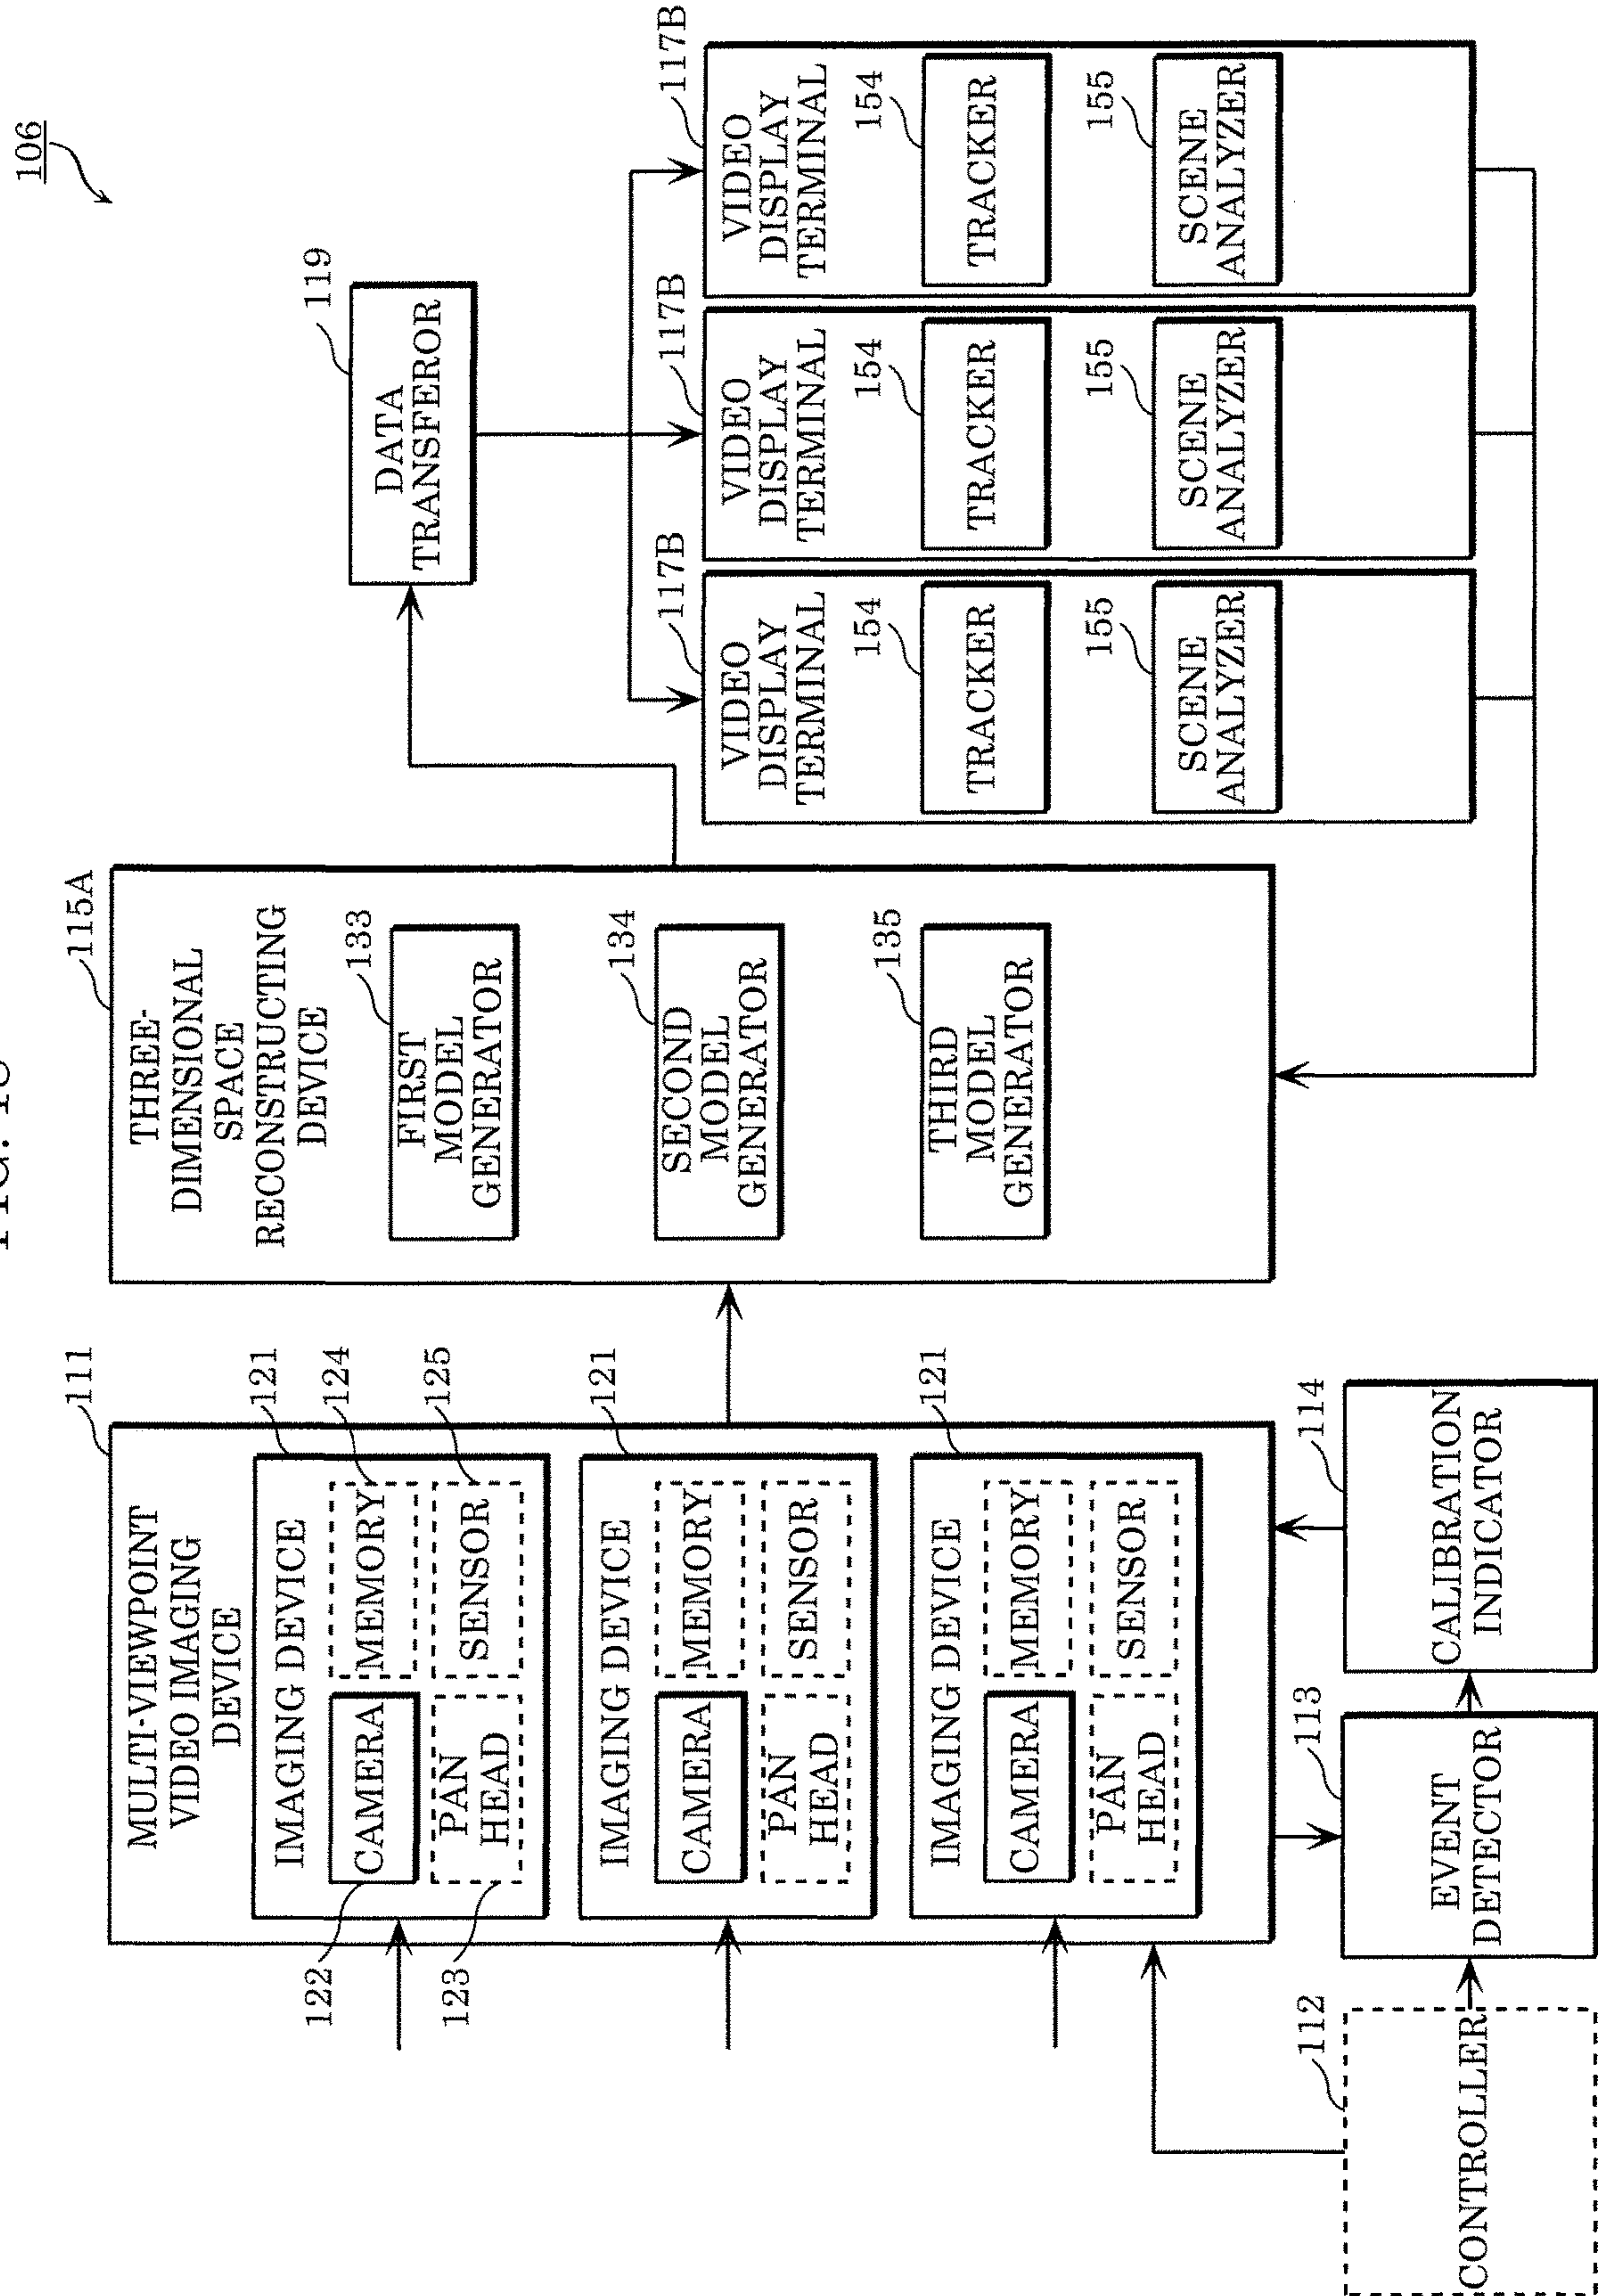 FIG.
106
111
MULTI-VIEWPOINT
VIDEO IMAGING
DEVICE
121
IMAGING DEVICE
122
CAMERA
MEMORY
124
123
PAN
HEAD
SENSOR
125
121
IMAGING DEVICE
CAMERA
MEMORY
PAN
HEAD
SENSOR
121
IMAGING DEVICE
CAMERA
MEMORY
PAN
HEAD
SENSOR
112
CONTROLLER
113
EVENT
DETECTOR
114
CALIBRATION
INDICATOR
115A
THREE-
DIMENSIONAL
SPACE
RECONSTRUCTING
DEVICE
133
FIRST
MODEL
GENERATOR
134
SECOND
MODEL
GENERATOR
135
THIRD
MODEL
GENERATOR
119
DATA
TRANSFEROR
117B
VIDEO
DISPLAY
TERMINAL
154
TRACKER
155
SCENE
ANALYZER
117B
VIDEO
DISPLAY
TERMINAL
154
TRACKER
155
SCENE
ANALYZER
117B
VIDEO
DISPLAY
TERMINAL
154
TRACKER
155
SCENE
ANALYZER